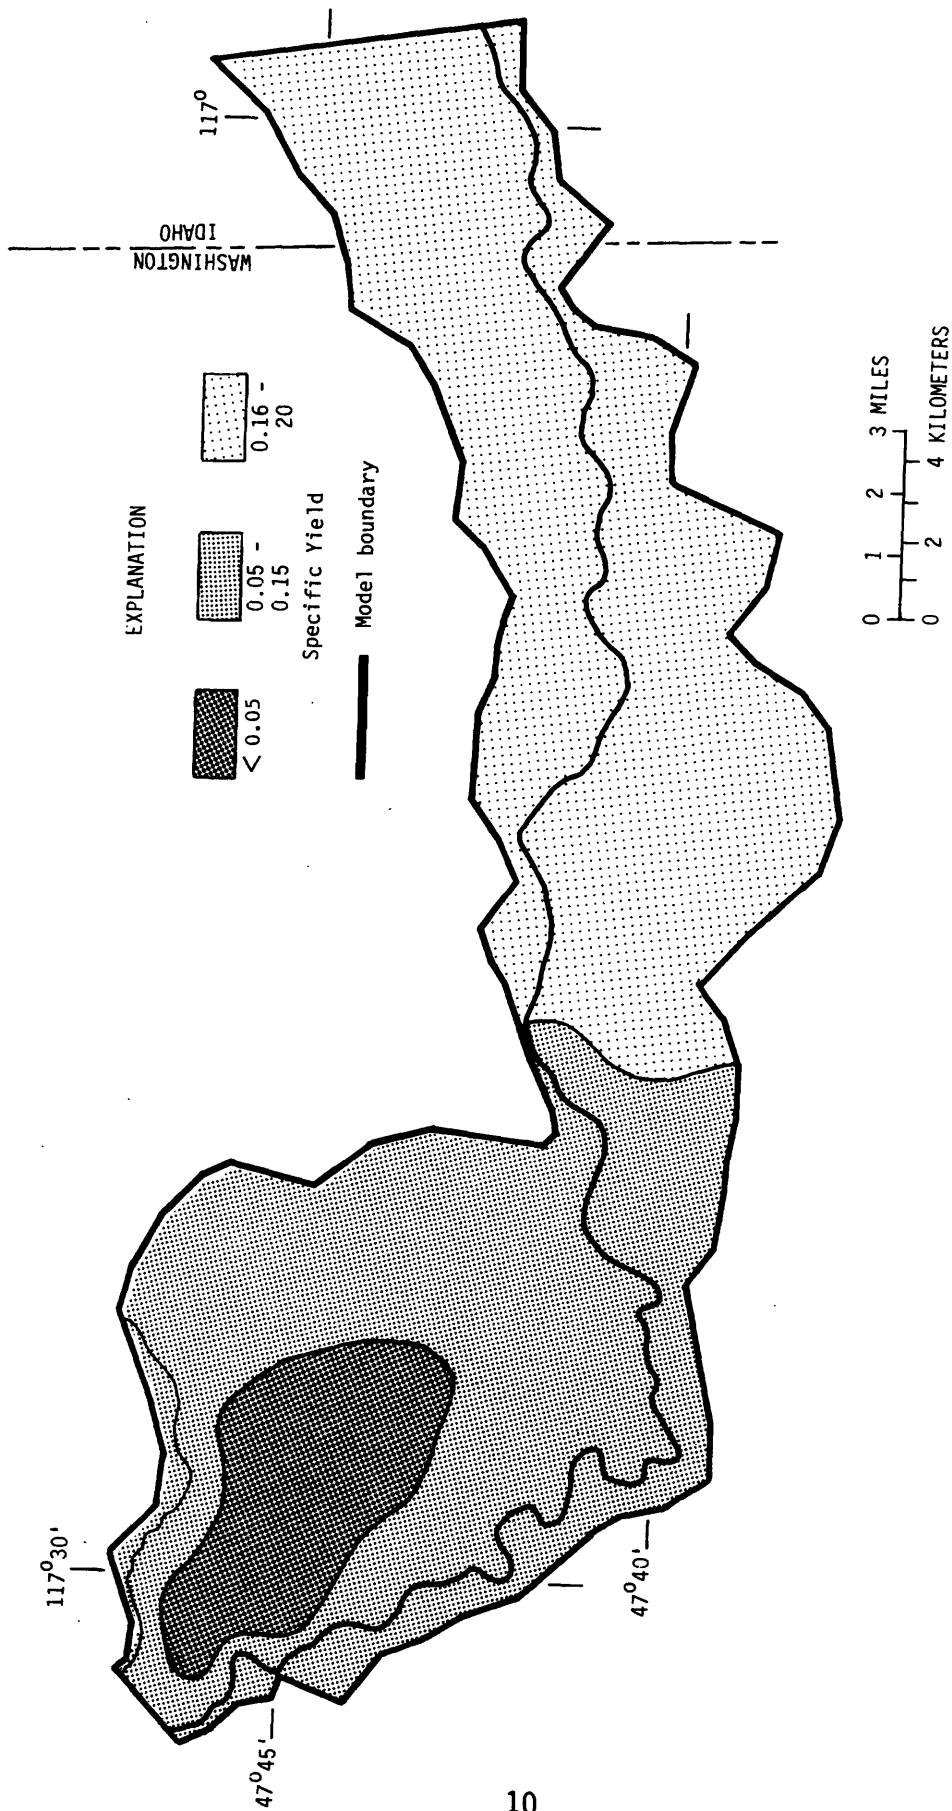 EXPLANATION
< 0.05
0.05 -
0.15
0.16 -
20
Specific Yield
Model boundary
WASHINGTON
IDAHO
117°
117°30'
47°45'
47°40'
0 1 2 3 MILES
0 2 4 KILOMETERS
10